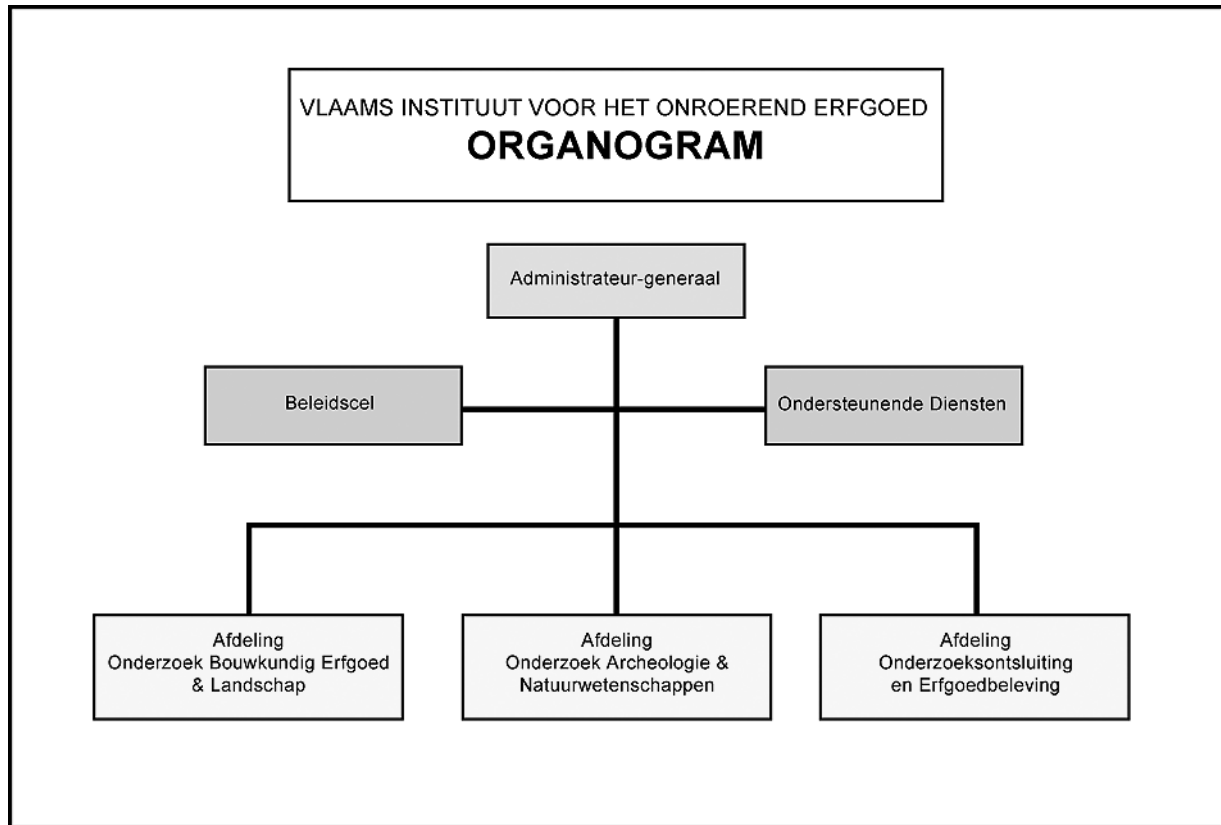 VLAAMS INSTITUUT VOOR HET ONROEREND ERFGOED
ORGANOGRAM
Administrateur-generaal
Beleidscel
Ondersteunende Diensten
Afdeling
Onderzoek Bouwkundig Erfgoed
& Landschap
Afdeling
Onderzoek Archeologie &
Natuurwetenschappen
Afdeling
Onderzoeksontsluiting
en Erfgoedbeleving